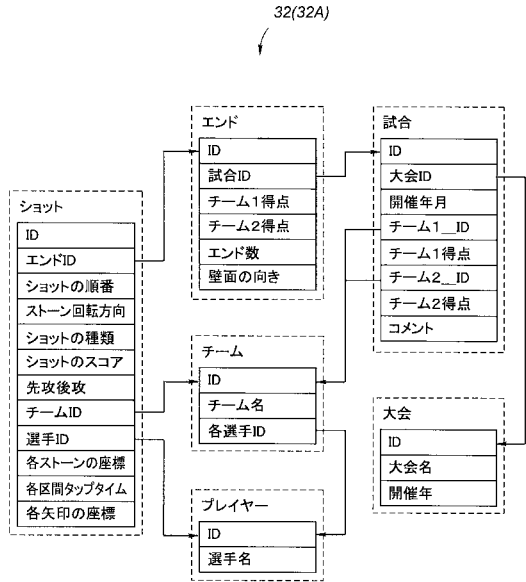 32(32A)
ショット
ID
エンドID
ショットの順番
ストーン回転方向
ショットの種類
ショットのスコア
先攻後攻
チームID
選手ID
各ストーンの座標
各区間タップタイム
各矢印の座標
エンド
ID
試合ID
チーム1得点
チーム2得点
エンド数
壁面の向き
チーム
ID
チーム名
各選手ID
プレイヤー
ID
選手名
試合
ID
大会ID
開催年月
チーム1__ID
チーム1得点
チーム2__ID
チーム2得点
コメント
大会
ID
大会名
開催年